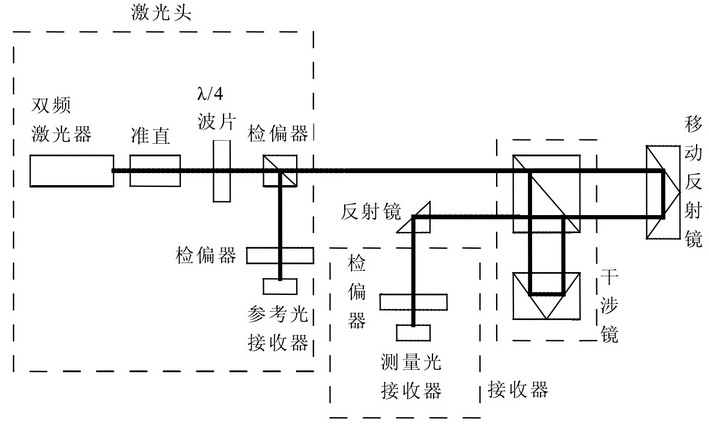 激光头
双频
激光器
准直
λ/4
波片
检偏器
检偏器
参考光
接收器
反射镜
检
偏
器
测量光
接收器
接收器
干
涉
镜
移
动
反
射
镜